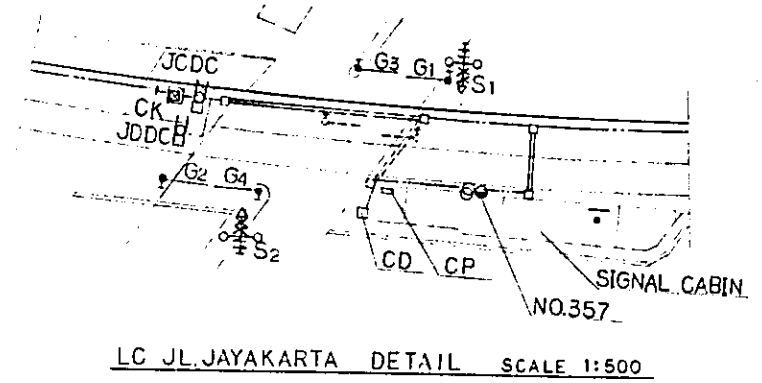 JCDC
G3 G1
S1
CK
JDDC
G2 G4
S2
CD CP
SIGNAL CABIN
NO.357
LC JL.JAYAKARTA DETAIL SCALE 1:500